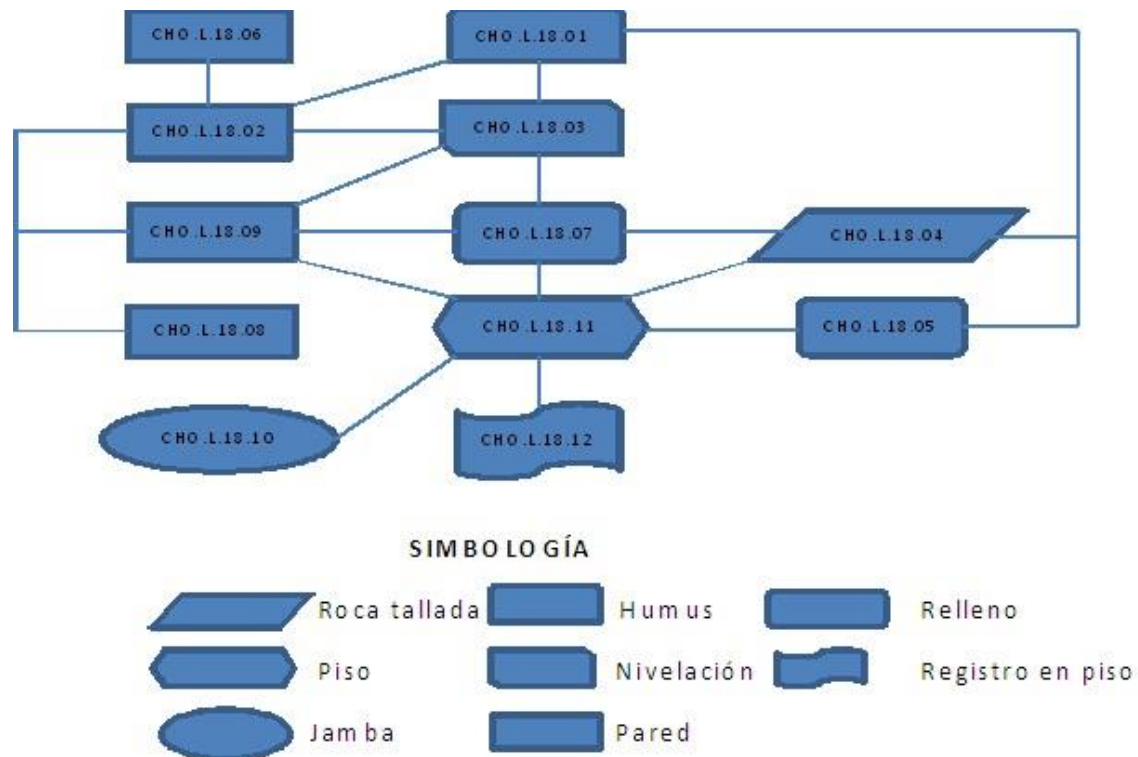 CHO.L.18.06
CHO.L.18.01
CHO.L.18.02
CHO.L.18.03
CHO.L.18.09
CHO.L.18.07
CHO.L.18.04
CHO.L.18.08
CHO.L.18.11
CHO.L.18.05
CHO.L.18.10
CHO.L.18.12
SIMBOLOGÍA
Roca tallada
Humus
Relleno
Piso
Nivelación
Registro en piso
Jamba
Pared